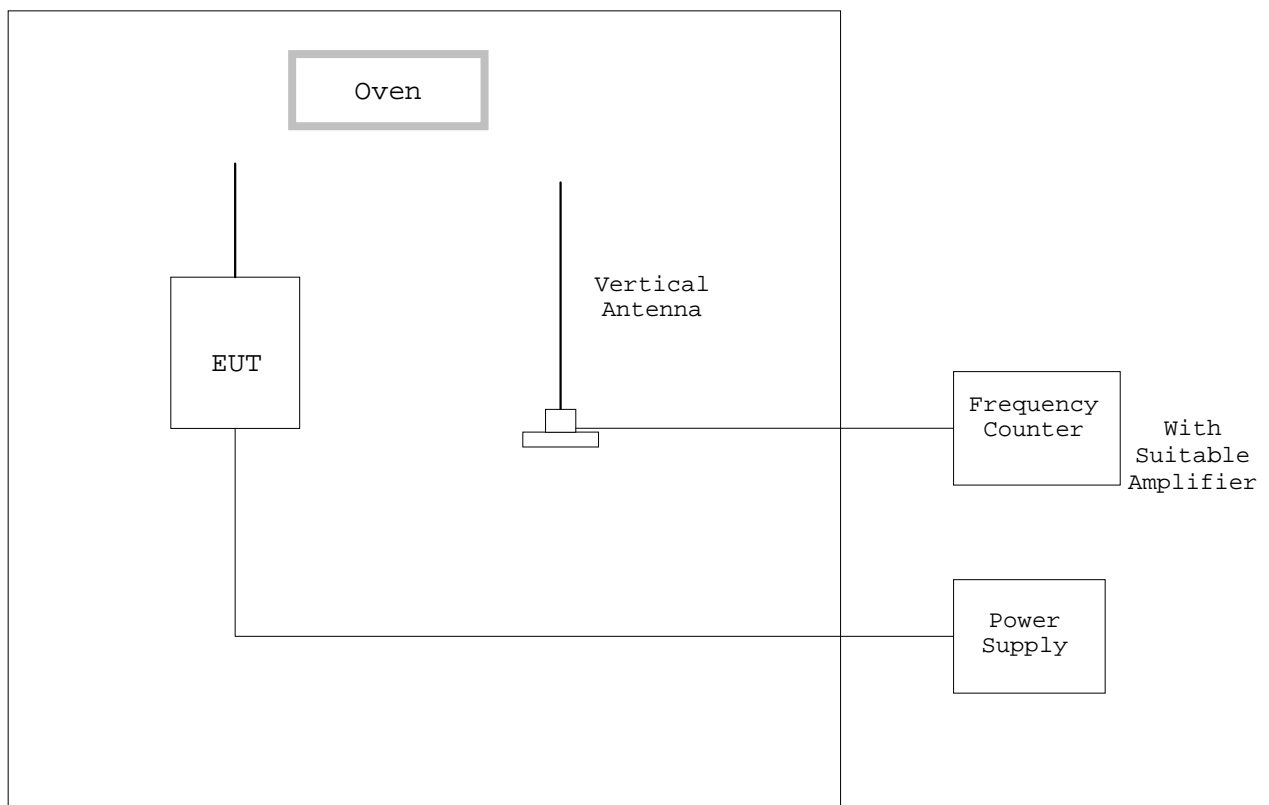 Oven
Vertical
Antenna
EUT
Frequency
Counter
With
Suitable
Amplifier
Power
Supply